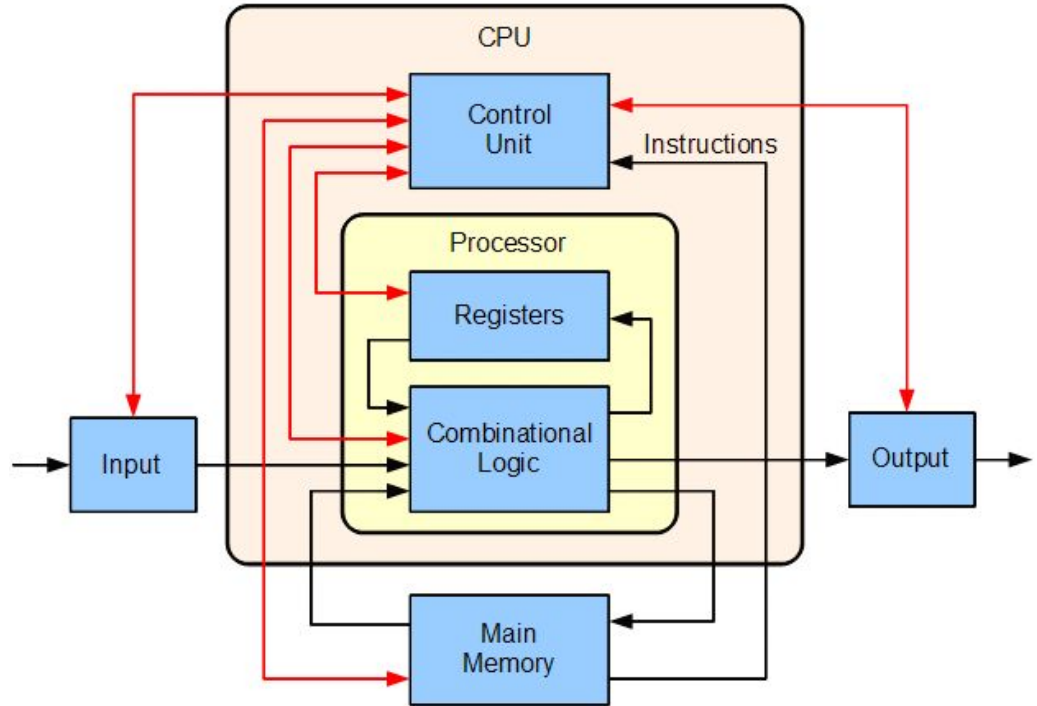 CPU
Control
Unit
Instructions
Processor
Registers
Combinational
Logic
Input
Output
Main
Memory